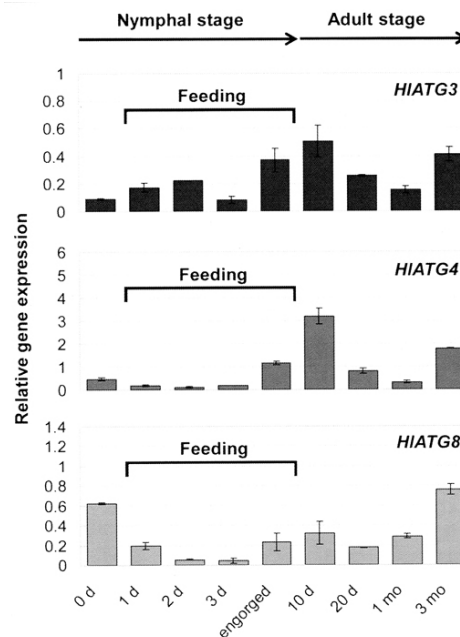 Nymphal stage Adult stage
Relative gene expression
HlATG3
Feeding
1
0.8
0.6
0.4
0.2
0
HlATG4
Feeding
6
5
4
3
2
1
0
HlATG8
Feeding
1.4
1.2
1
0.8
0.6
0.4
0.2
0
0 d 1 d 2 d 3 d engorged 10 d 20 d 1 mo 3 mo